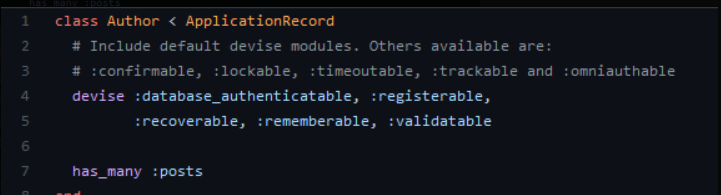 has_many :posts
1 class Author < ApplicationRecord
2 # Include default devise modules. Others available are:
3 # :confirmable, :lockable, :timeoutable, :trackable and :omniauthable
4 devise :database_authenticatable, :registerable,
5 :recoverable, :rememberable, :validatable
6
7 has_many :posts
8 end